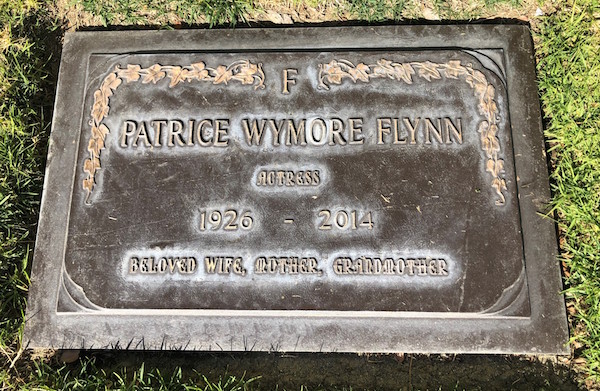 F
PATRICE WYMORE FLYNN
ACTRESS
1926 - 2014
BELOVED WIFE, MOTHER, GRANDMOTHER